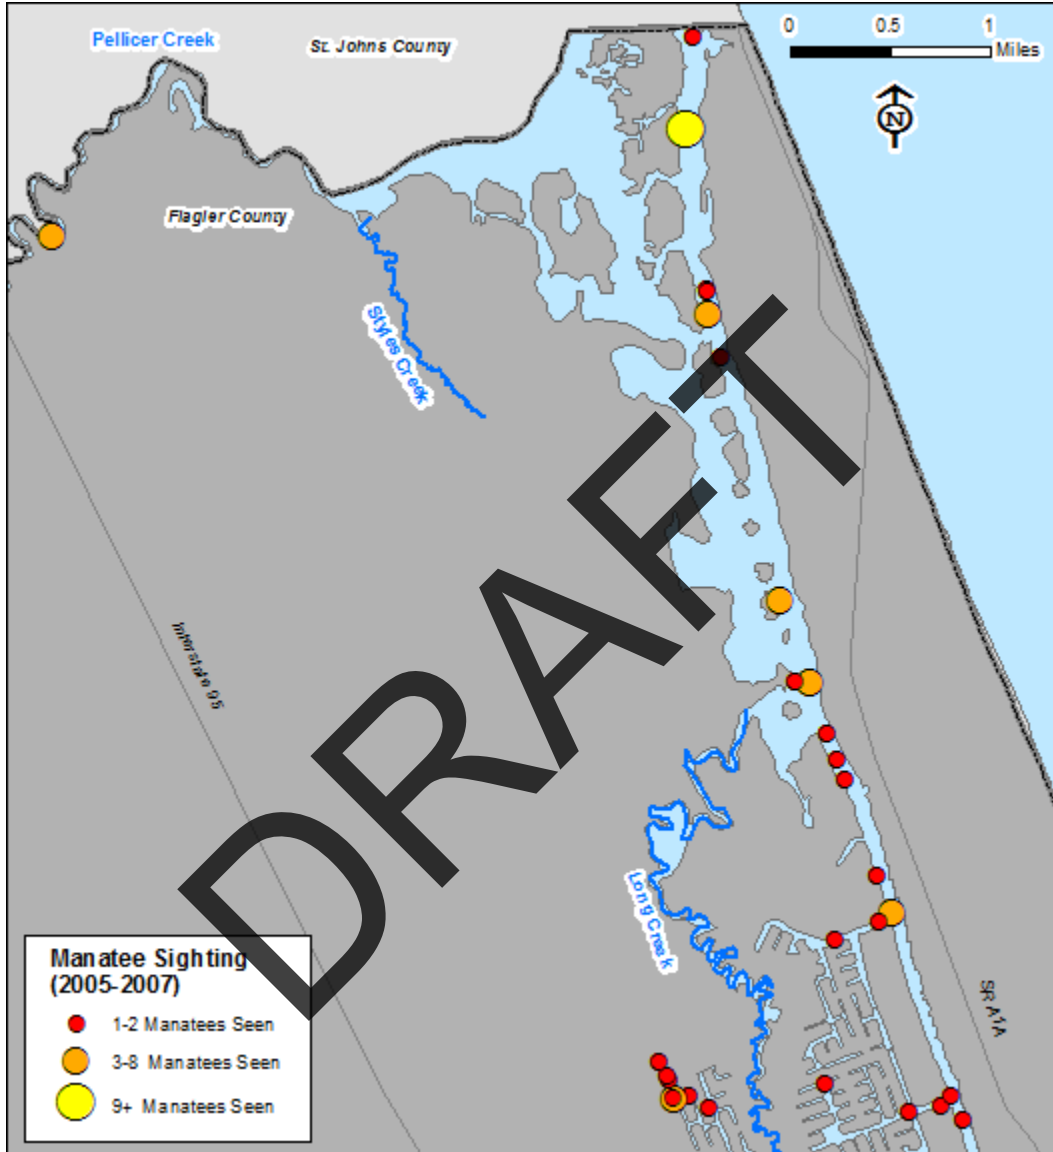 Pellicer Creek
St. Johns County
0 0.5 1
Miles
N
Flagler County
Styles Creek
DRAFT
Interstate 95
Long Creek
SR A1A
Manatee Sighting
(2005-2007)
1-2 Manatees Seen
3-8 Manatees Seen
9+ Manatees Seen